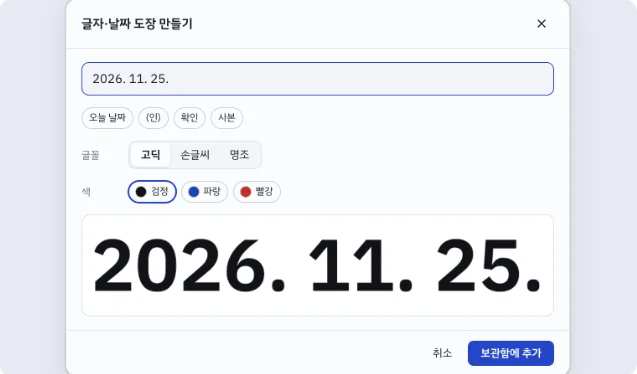 글자·날짜 도장 만들기
2026. 11. 25.
오늘 날짜 (인) 확인 사본
글꼴 고딕 손글씨 명조
색 검정 파랑 빨강
2026. 11. 25.
취소 보관함에 추가